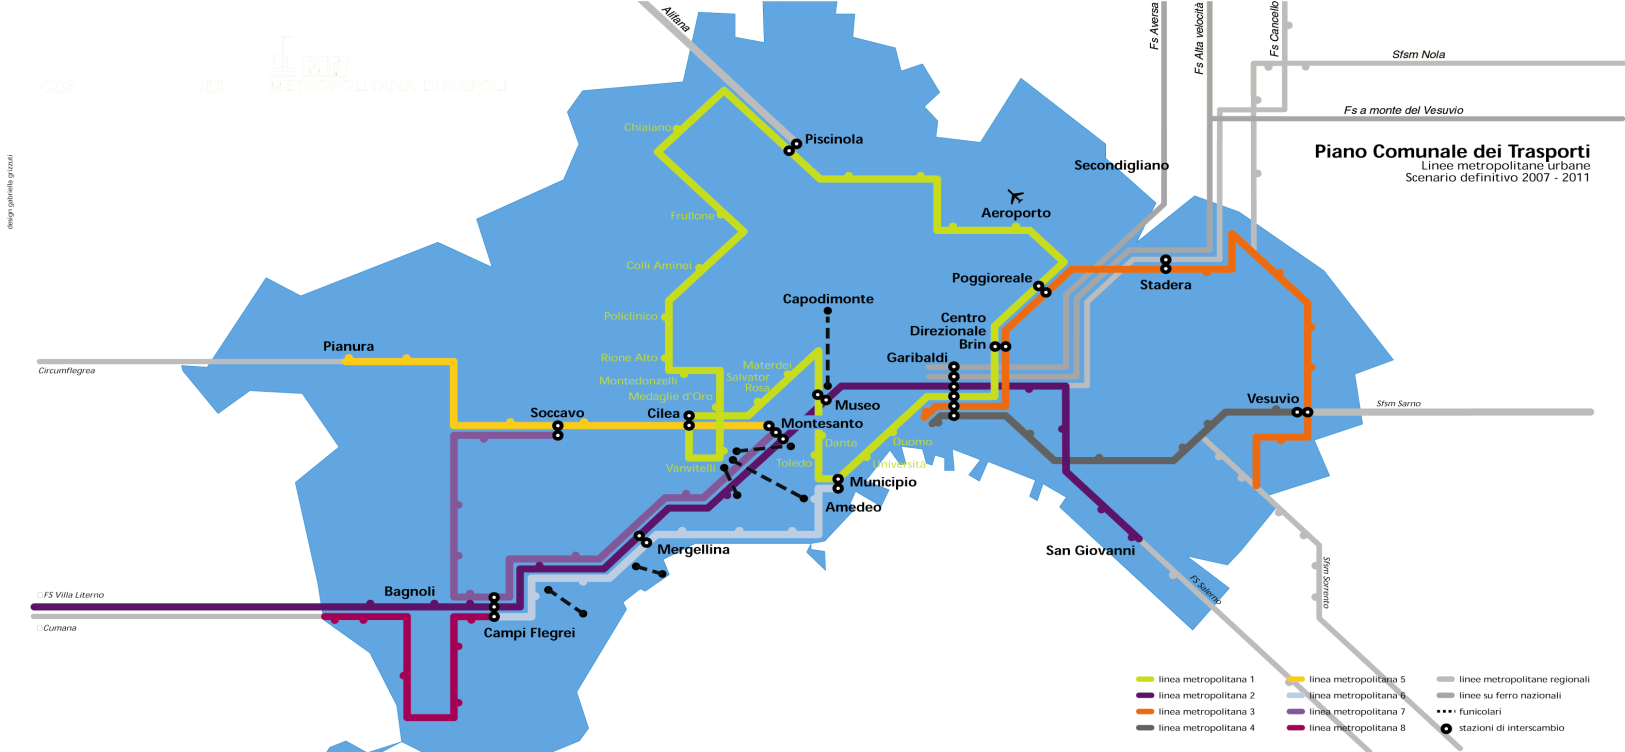 Alifana
Fs Aversa
Fs Alta velocità
Fs Cancello
Sfsm Nola
Fs a monte del Vesuvio
METROPOLITANA DI NAPOLI
Piano Comunale dei Trasporti
Linee metropolitane urbane
Scenario definitivo 2007 - 2011
design gabriella grizzuti
Chiaiano
Piscinola
Secondigliano
Frullone
Aeroporto
Colli Aminei
Poggioreale
Stadera
Capodimonte
Policlinico
Centro
Direzionale
Brin
Pianura
Rione Alto
Garibaldi
Circumflegrea
Materdei
Montedonzelli
Salvator
Rosa
Medaglie d'Oro
Museo
Vesuvio
Sfsm Sarno
Soccavo
Cilea
Montesanto
Dante
Duomo
Vanvitelli
Toledo
Università
Municipio
Amedeo
Mergellina
San Giovanni
Sfsm Sorrento
FS Salerno
Bagnoli
FS Villa Literno
Cumana
Campi Flegrei
linea metropolitana 1
linea metropolitana 2
linea metropolitana 3
linea metropolitana 4
linea metropolitana 5
linea metropolitana 6
linea metropolitana 7
linea metropolitana 8
linee metropolitane regionali
linee su ferro nazionali
funicolari
stazioni di interscambio